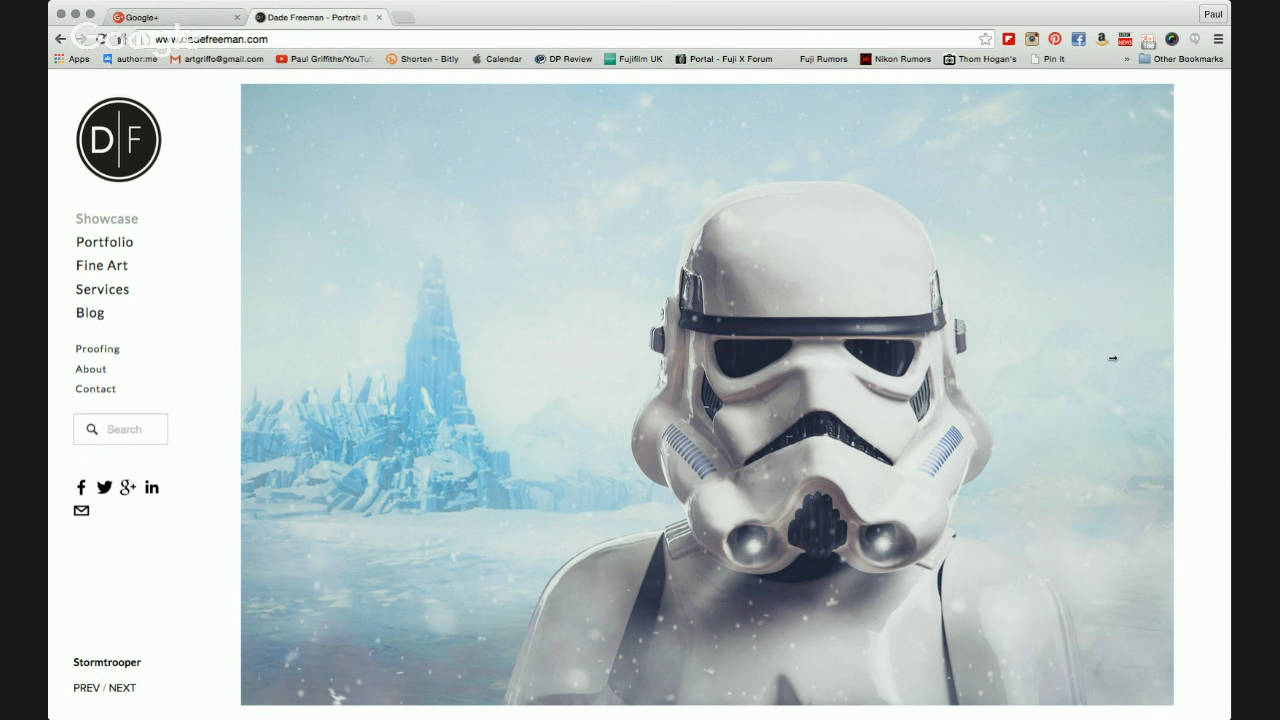 Google+
Dade Freeman - Portrait &
Paul
Google
www.dadefreeman.com
Apps author:me artgriffo@gmail.com Paul Griffiths/YouTu Shorten - Bitly Calendar DP Review Fujifilm UK Portal - Fuji X Forum Fuji Rumors Nikon Rumors Thom Hogan's Pin It » Other Bookmarks
D F
Showcase
Portfolio
Fine Art
Services
Blog
Proofing
About
Contact
Search
Stormtrooper
PREV / NEXT